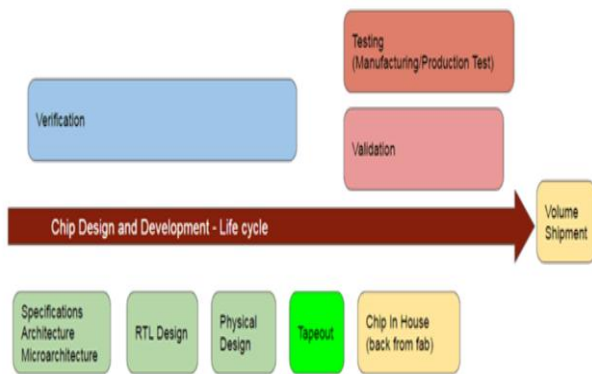 Testing
(Manufacturing/Production Test)
Verification
Validation
Chip Design and Development - Life cycle
Volume
Shipment
Specifications
Architecture
Microarchitecture
RTL Design
Physical
Design
Tapeout
Chip In House
(back from fab)